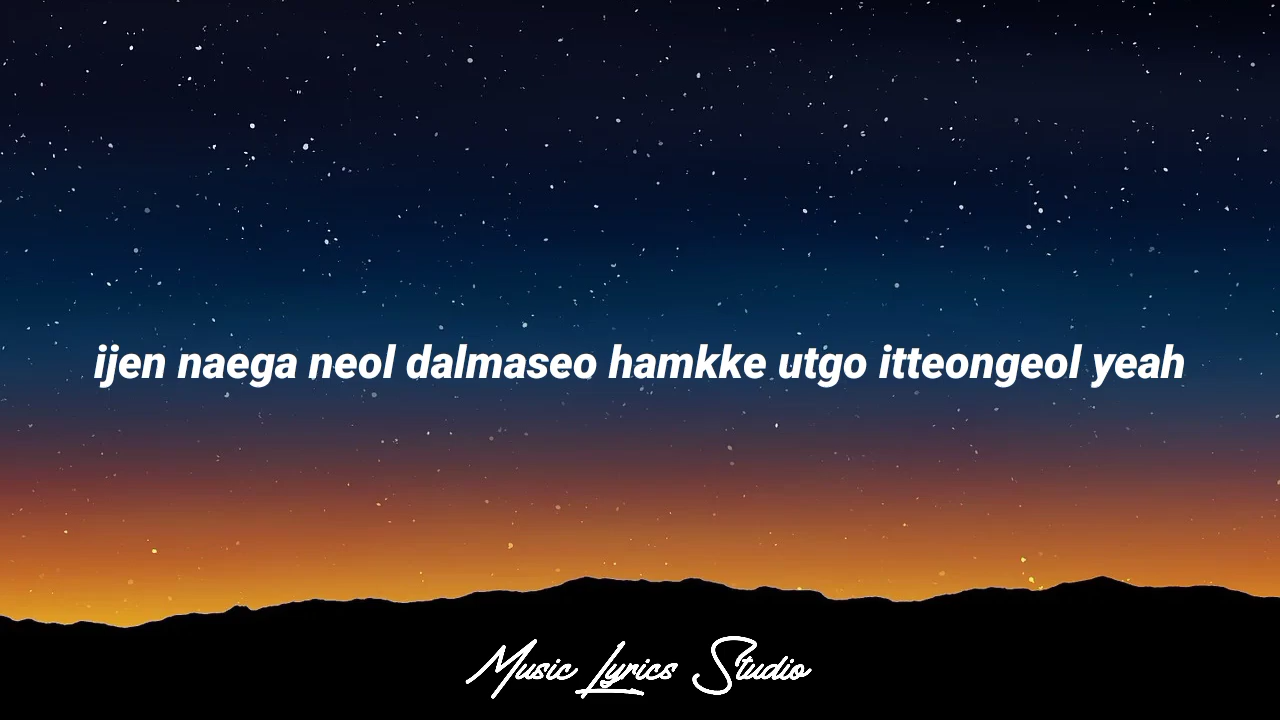 ijen naega neol dalmaseo hamkke utgo itteongeol yeah
Music Lyrics Studio